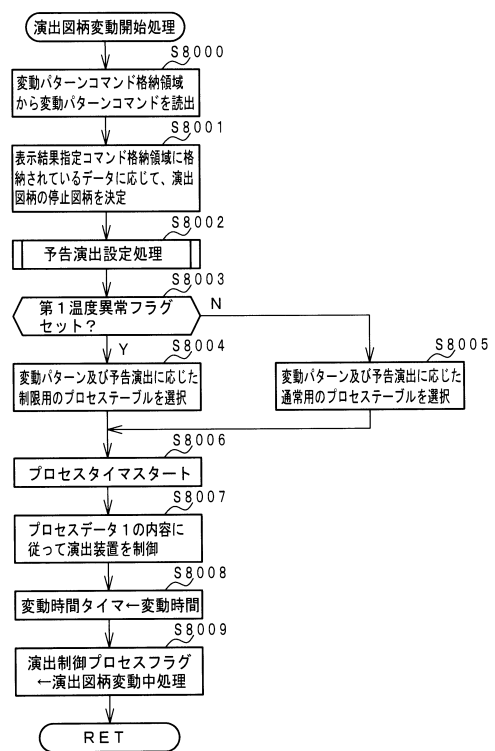 演出図柄変動開始処理
S8000
変動パターンコマンド格納領域
から変動パターンコマンドを読出
S8001
表示結果指定コマンド格納領域に格
納されているデータに応じて、演出
図柄の停止図柄を決定
S8002
予告演出設定処理
S8003
第1温度異常フラグ
セット?
N
Y
S8004
変動パターン及び予告演出に応じた
制限用のプロセステーブルを選択
S8005
変動パターン及び予告演出に応じた
通常用のプロセステーブルを選択
S8006
プロセスタイマスタート
S8007
プロセスデータ1の内容に
従って演出装置を制御
S8008
変動時間タイマ←変動時間
S8009
演出制御プロセスフラグ
←演出図柄変動中処理
RET